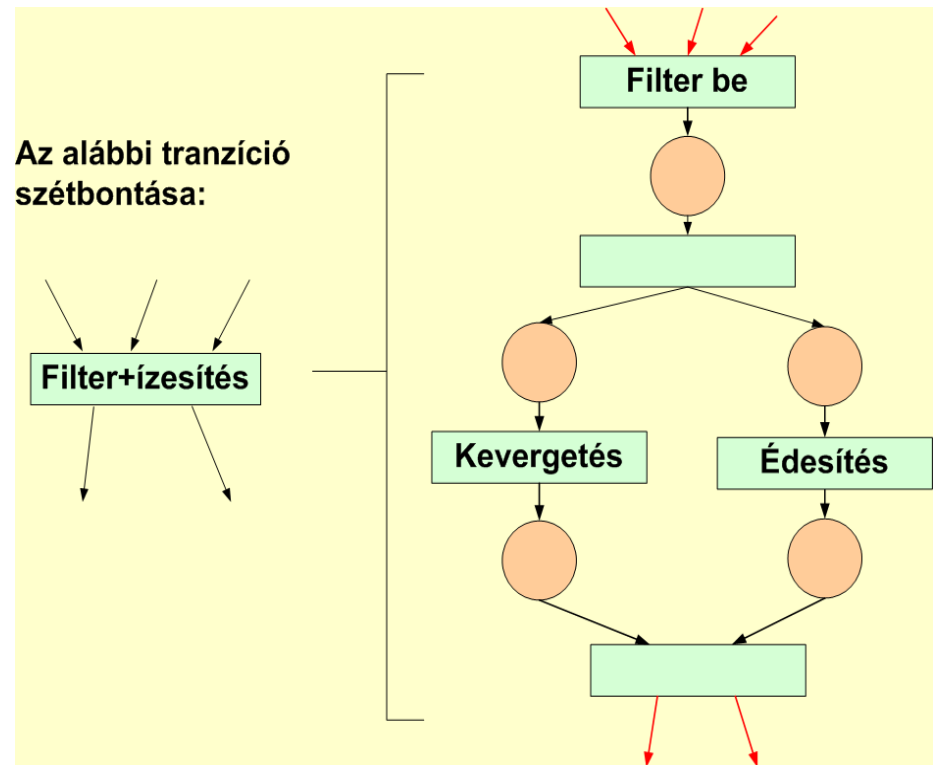 Az alábbi tranzíció
szétbontása:
Filter+ízesítés
Filter be
Kevergetés
Édesítés